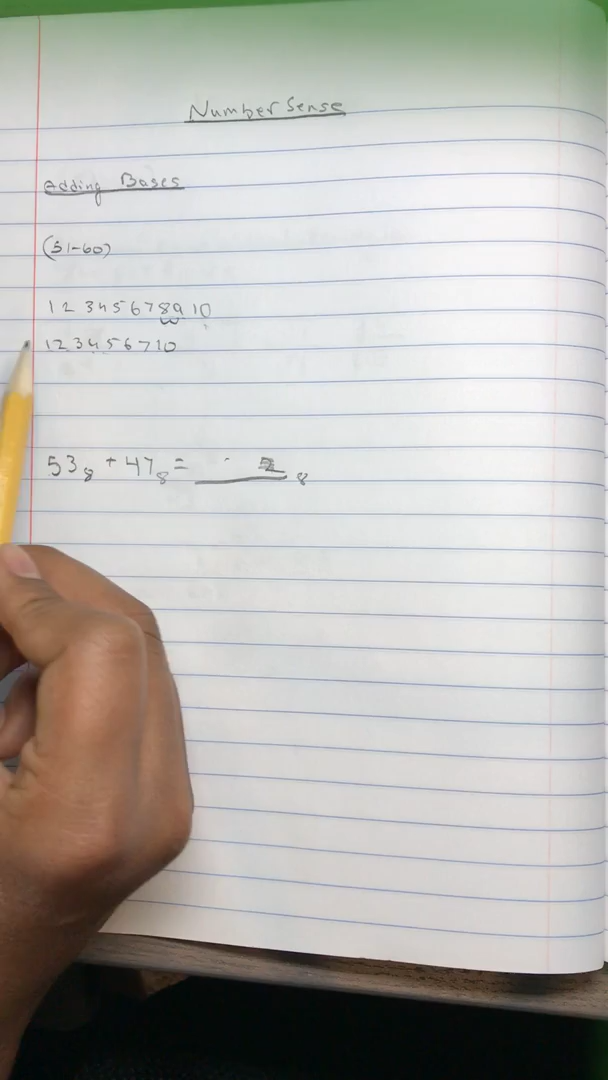 Number Sense
Adding Bases
(51-60)
1 2 3 4 5 6 7 8 9 10
1 2 3 4 5 6 7 10
53₈ + 47₈ = ₈